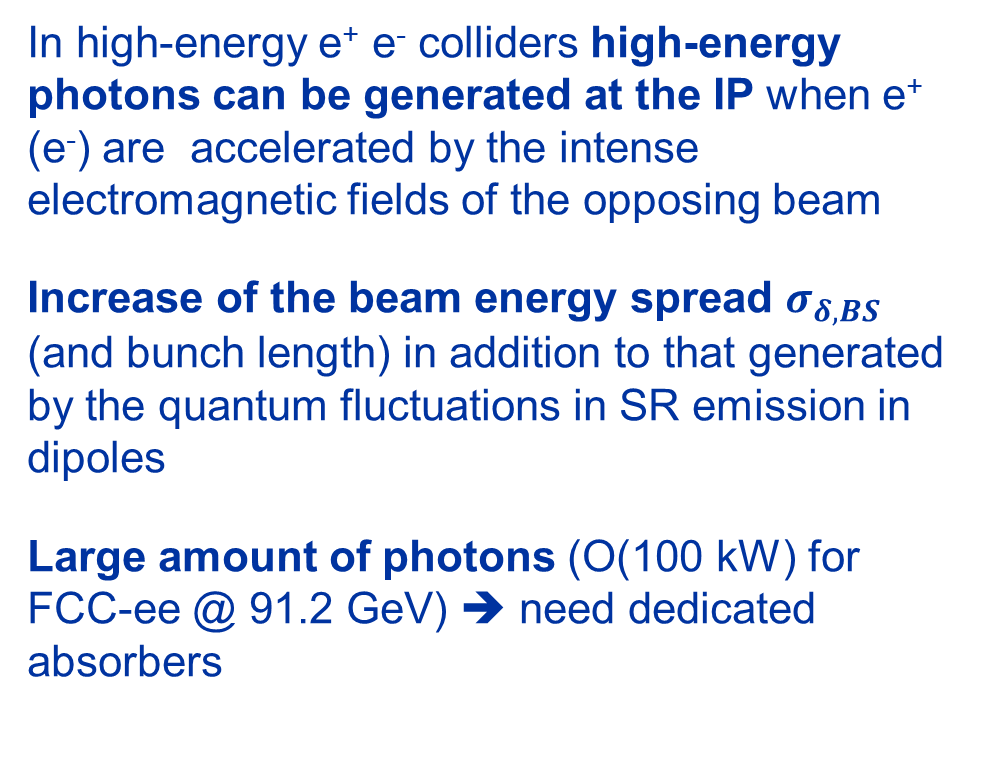 In high-energy e⁺ e⁻ colliders high-energy
photons can be generated at the IP when e⁺
(e⁻) are  accelerated by the intense
electromagnetic fields of the opposing beam
Increase of the beam energy spread σ_δ,BS
(and bunch length) in addition to that generated
by the quantum fluctuations in SR emission in
dipoles
Large amount of photons (O(100 kW) for
FCC-ee @ 91.2 GeV) ➔ need dedicated
absorbers